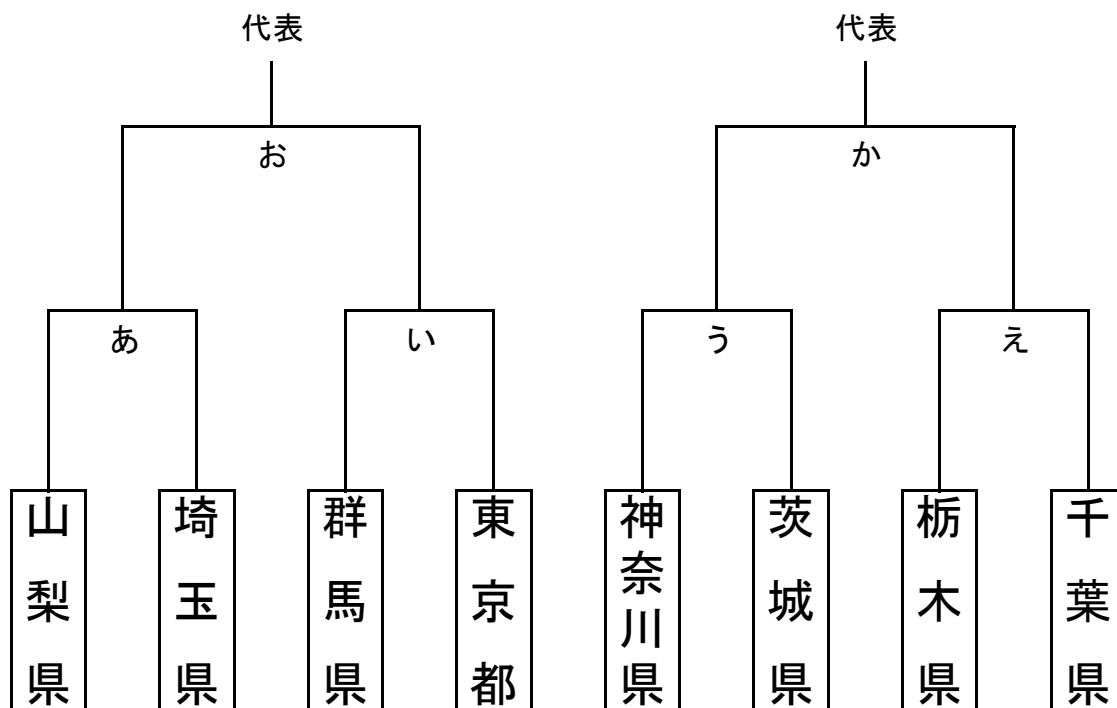 代表 代表
お か
あ い う え
山梨県
埼玉県
群馬県
東京都
神奈川県
茨城県
栃木県
千葉県